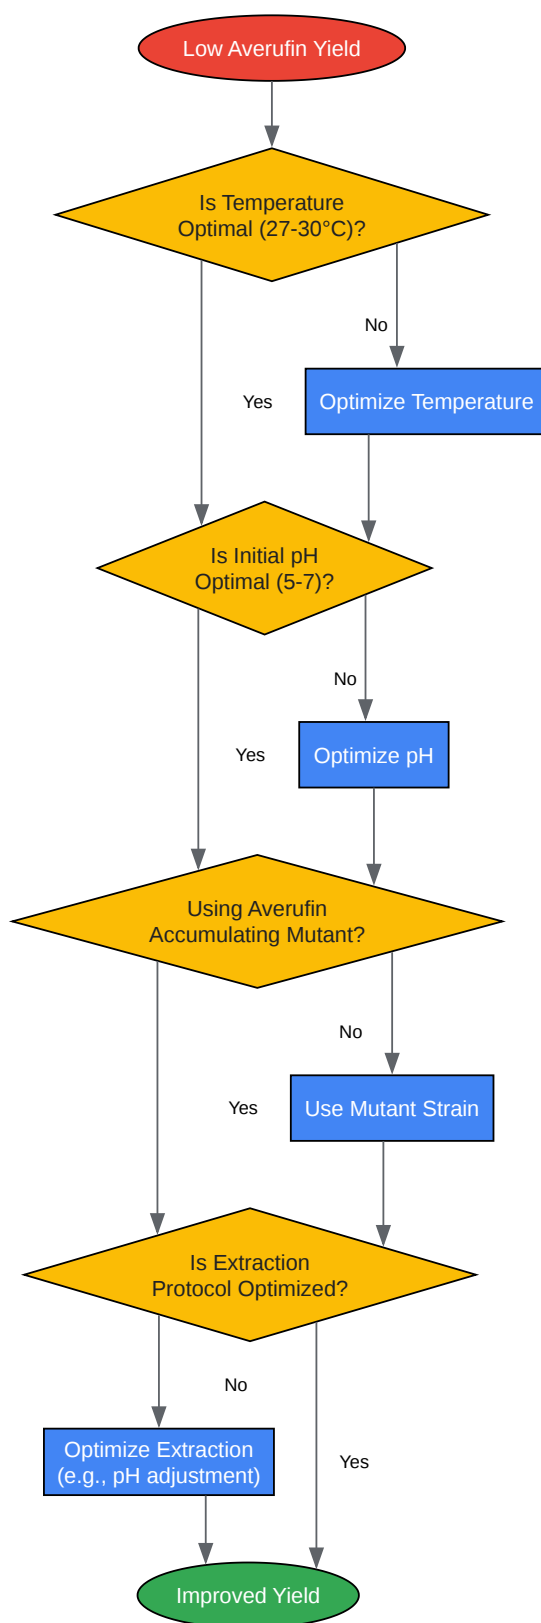 Low Averufin Yield
Is Temperature
Optimal (27-30°C)?
No
Yes
Optimize Temperature
Is Initial pH
Optimal (5-7)?
No
Yes
Optimize pH
Using Averufin
Accumulating Mutant?
No
Yes
Use Mutant Strain
Is Extraction
Protocol Optimized?
No
Optimize Extraction
(e.g., pH adjustment)
Yes
Improved Yield